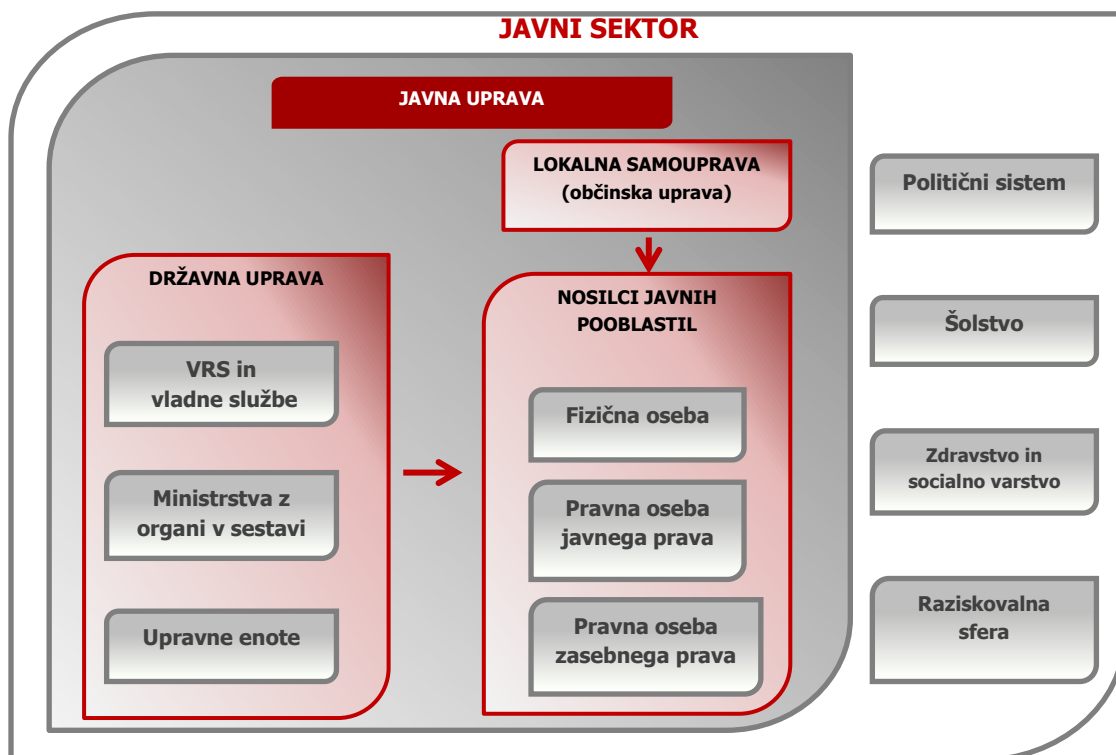 JAVNI SEKTOR
JAVNA UPRAVA
LOKALNA SAMOUPRAVA
(občinska uprava)
DRŽAVNA UPRAVA
VRS in
vladne službe
Ministrstva z
organi v sestavi
Upravne enote
NOSILCI JAVNIH
POOBLASTIL
Fizična oseba
Pravna oseba
javnega prava
Pravna oseba
zasebnega prava
Politični sistem
Šolstvo
Zdravstvo in
socialno varstvo
Raziskovalna
sfera